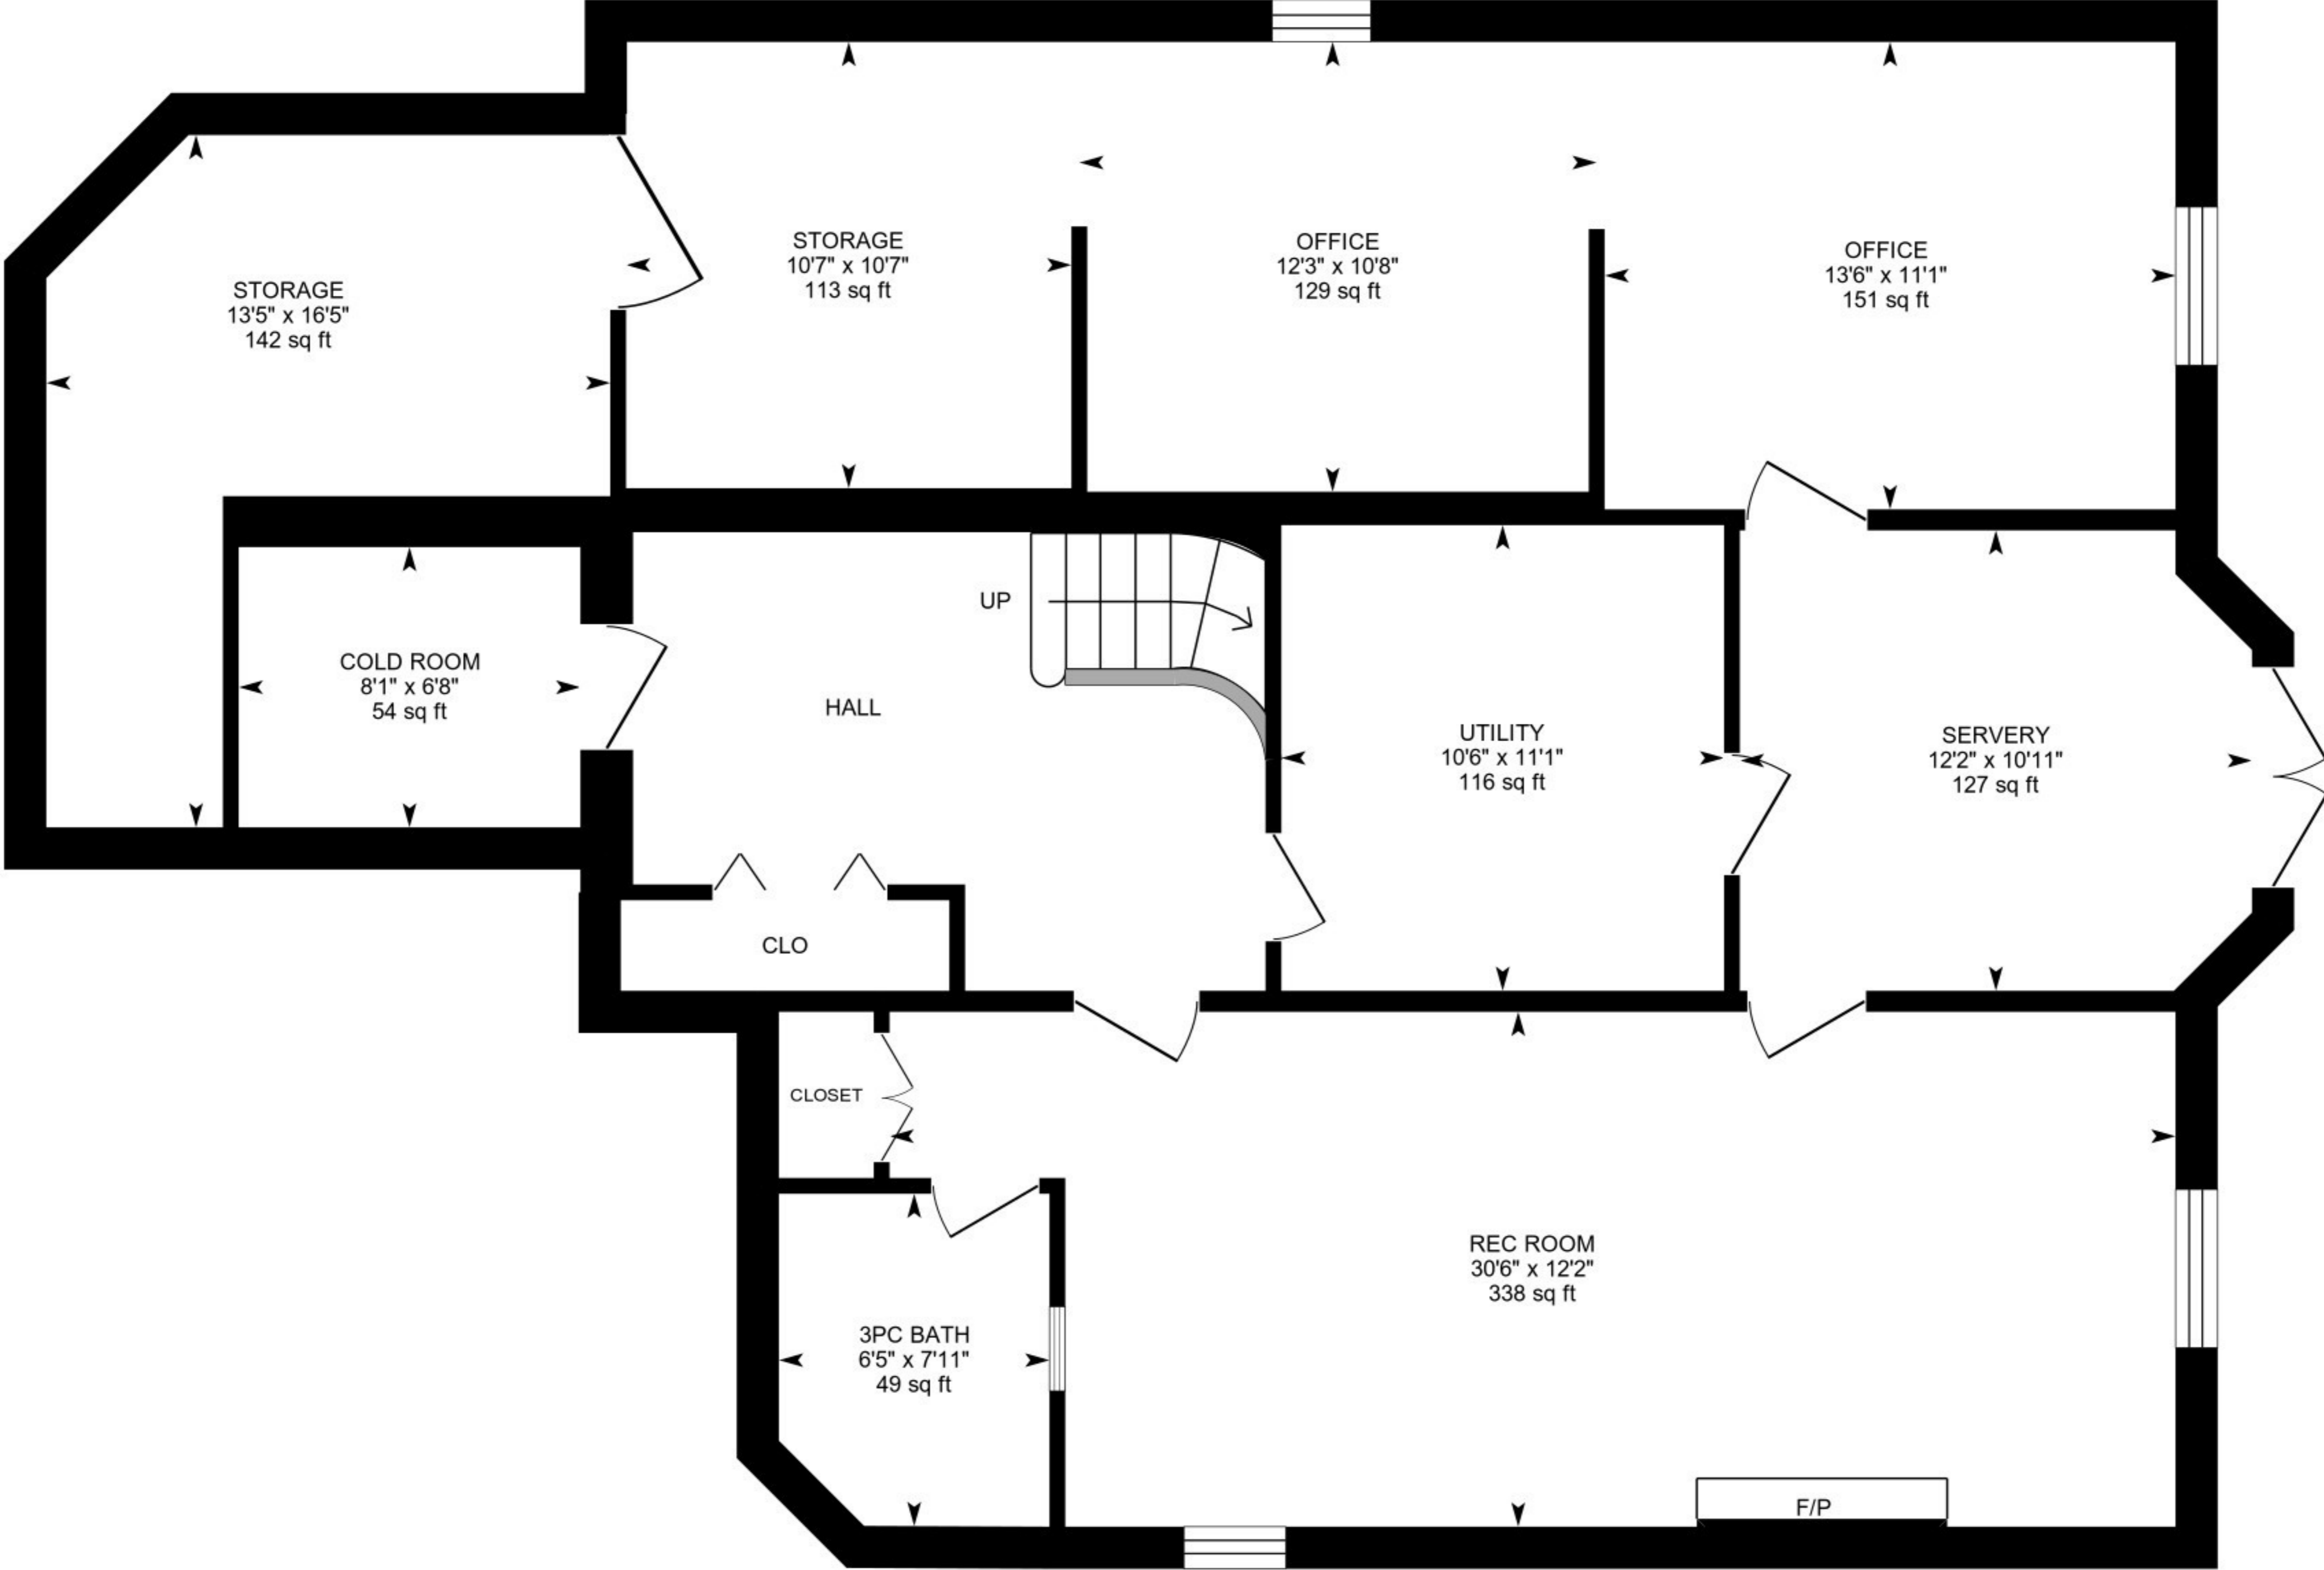 STORAGE
10'7" x 10'7"
113 sq ft
OFFICE
12'3" x 10'8"
129 sq ft
OFFICE
13'6" x 11'1"
151 sq ft
STORAGE
13'5" x 16'5"
142 sq ft
UP
COLD ROOM
8'1" x 6'8"
54 sq ft
HALL
UTILITY
10'6" x 11'1"
116 sq ft
SERVERY
12'2" x 10'11"
127 sq ft
CLO
CLOSET
REC ROOM
30'6" x 12'2"
338 sq ft
3PC BATH
6'5" x 7'11"
49 sq ft
F/P